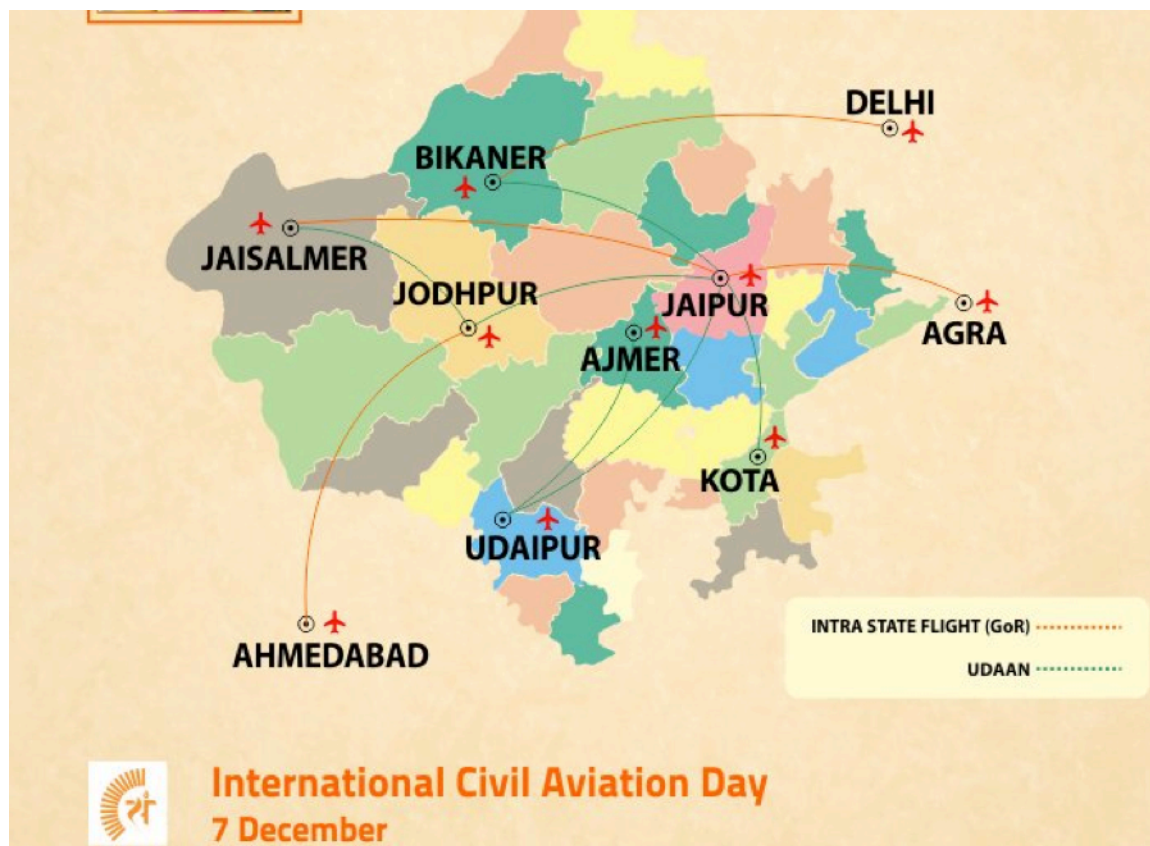 DELHI
BIKANER
JAISALMER
JODHPUR
JAIPUR
AGRA
AJMER
KOTA
UDAIPUR
AHMEDABAD
INTRA STATE FLIGHT (GoR)
UDAAN
International Civil Aviation Day
7 December